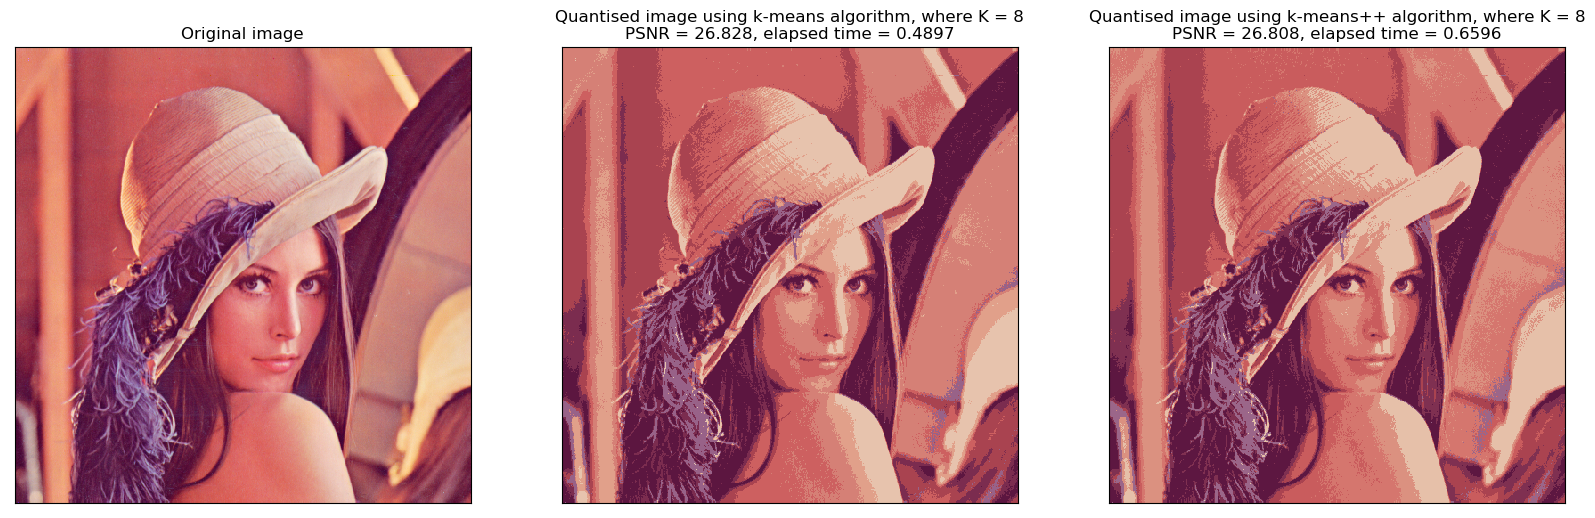 Original image
Quantised image using k-means algorithm, where K = 8
PSNR = 26.828, elapsed time = 0.4897
Quantised image using k-means++ algorithm, where K = 8
PSNR = 26.808, elapsed time = 0.6596